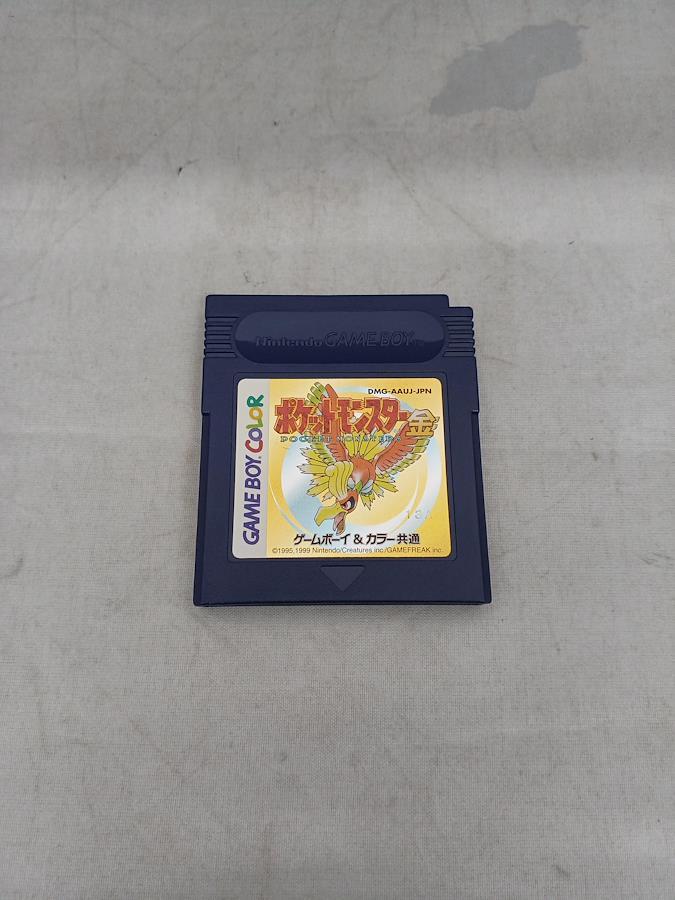 Nintendo GAME BOY
DMG-AAUJ-JPN
ポケットモンスター金
POCKET MONSTERS
GAME BOY COLOR
13A
ゲームボーイ & カラー共通
©1995,1999 Nintendo/Creatures inc./GAMEFREAK inc.